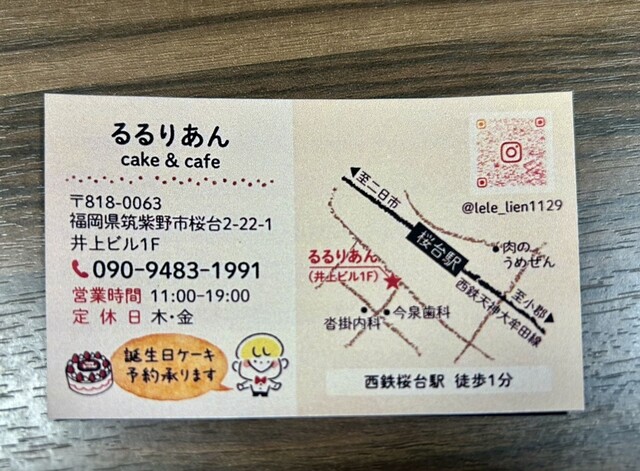 るるりあん
cake & cafe
〒818-0063
福岡県筑紫野市桜台2-22-1
井上ビル1F
090-9483-1991
営業時間 11:00-19:00
定休日 木・金
誕生日ケーキ
予約承ります
@lele_lien1129
至二日市
桜台駅
肉の
うめぜん
るるりあん
(井上ビル1F)
至小郡
西鉄天神大牟田線
今泉歯科
沓掛内科
西鉄桜台駅 徒歩1分